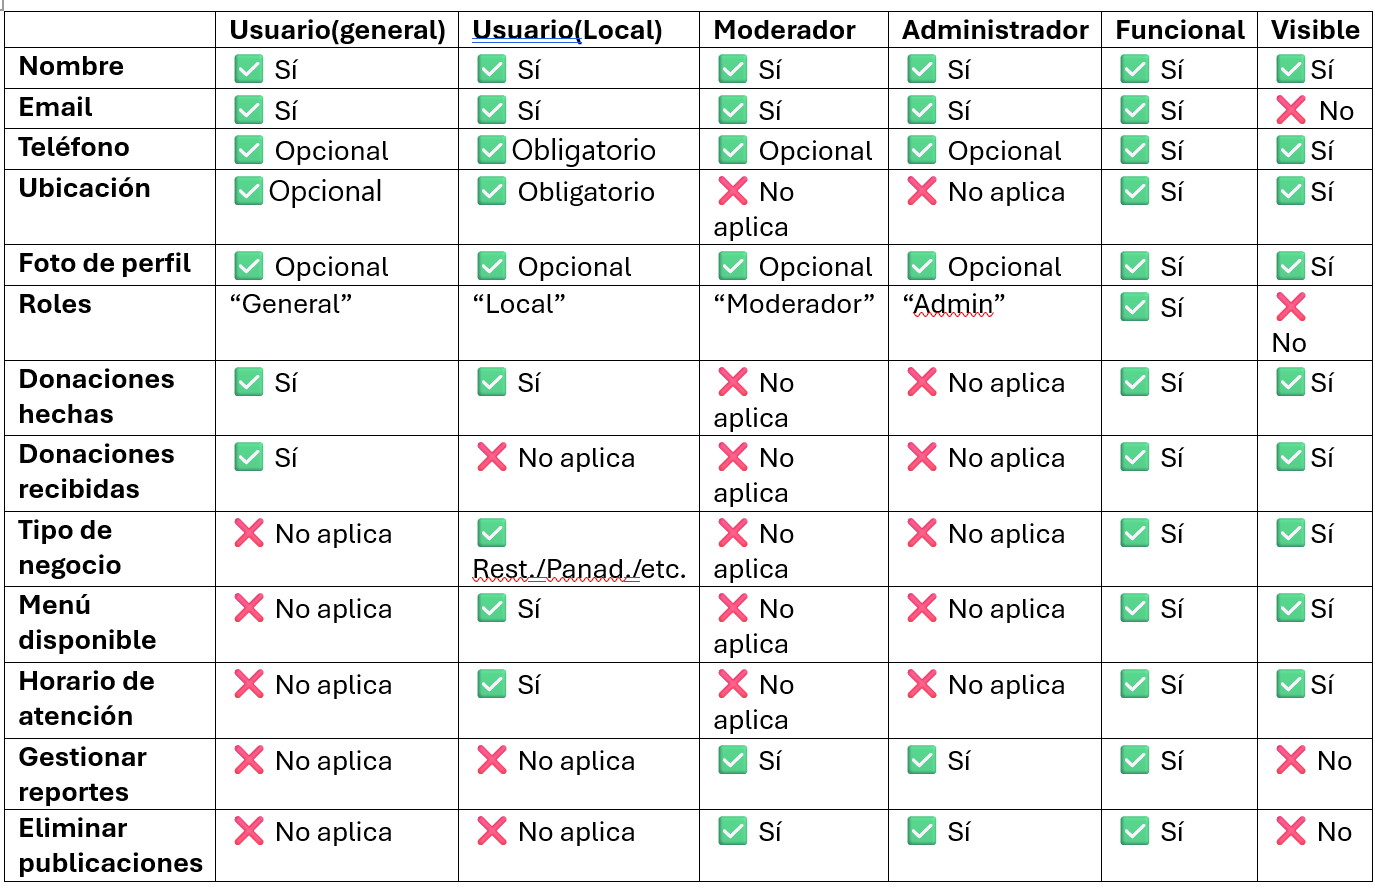 Usuario(general) Usuario(Local) Moderador Administrador Funcional Visible
Nombre ✅ Sí ✅ Sí ✅ Sí ✅ Sí ✅ Sí ✅ Sí
Email ✅ Sí ✅ Sí ✅ Sí ✅ Sí ✅ Sí ❌ No
Teléfono ✅ Opcional ✅ Obligatorio ✅ Opcional ✅ Opcional ✅ Sí ✅ Sí
Ubicación ✅ Opcional ✅ Obligatorio ❌ No aplica ❌ No aplica ✅ Sí ✅ Sí
Foto de perfil ✅ Opcional ✅ Opcional ✅ Opcional ✅ Opcional ✅ Sí ✅ Sí
Roles “General” “Local” “Moderador” “Admin” ✅ Sí ❌ No
Donaciones hechas ✅ Sí ✅ Sí ❌ No aplica ❌ No aplica ✅ Sí ✅ Sí
Donaciones recibidas ✅ Sí ❌ No aplica ❌ No aplica ❌ No aplica ✅ Sí ✅ Sí
Tipo de negocio ❌ No aplica ✅ Rest./Panad./etc. ❌ No aplica ❌ No aplica ✅ Sí ✅ Sí
Menú disponible ❌ No aplica ✅ Sí ❌ No aplica ❌ No aplica ✅ Sí ✅ Sí
Horario de atención ❌ No aplica ✅ Sí ❌ No aplica ❌ No aplica ✅ Sí ✅ Sí
Gestionar reportes ❌ No aplica ❌ No aplica ✅ Sí ✅ Sí ✅ Sí ❌ No
Eliminar publicaciones ❌ No aplica ❌ No aplica ✅ Sí ✅ Sí ✅ Sí ❌ No